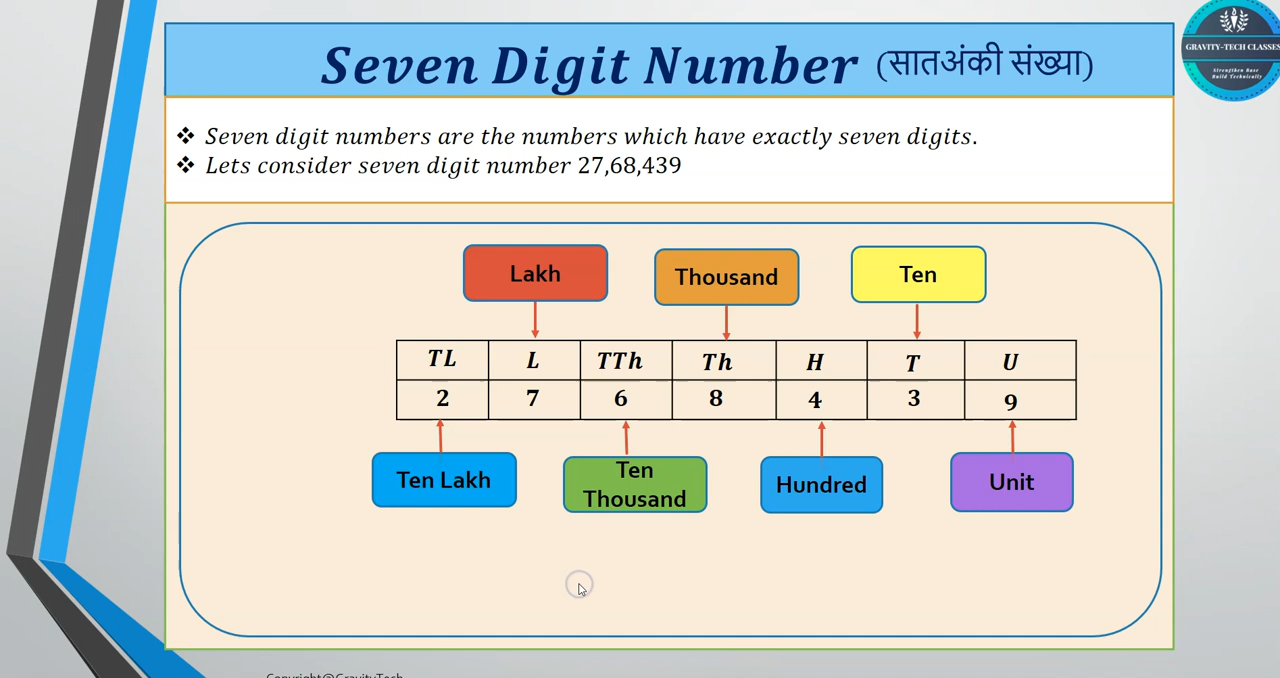 Seven Digit Number (सातअंकी संख्या)
GRAVITY-TECH CLASSES
Strengthen Base
Build Technically
❖ Seven digit numbers are the numbers which have exactly seven digits.
❖ Lets consider seven digit number 27,68,439
Lakh Thousand Ten
TL L TTh Th H T U
2 7 6 8 4 3 9
Ten Lakh Ten Thousand Hundred Unit
Copyright@GravityTech